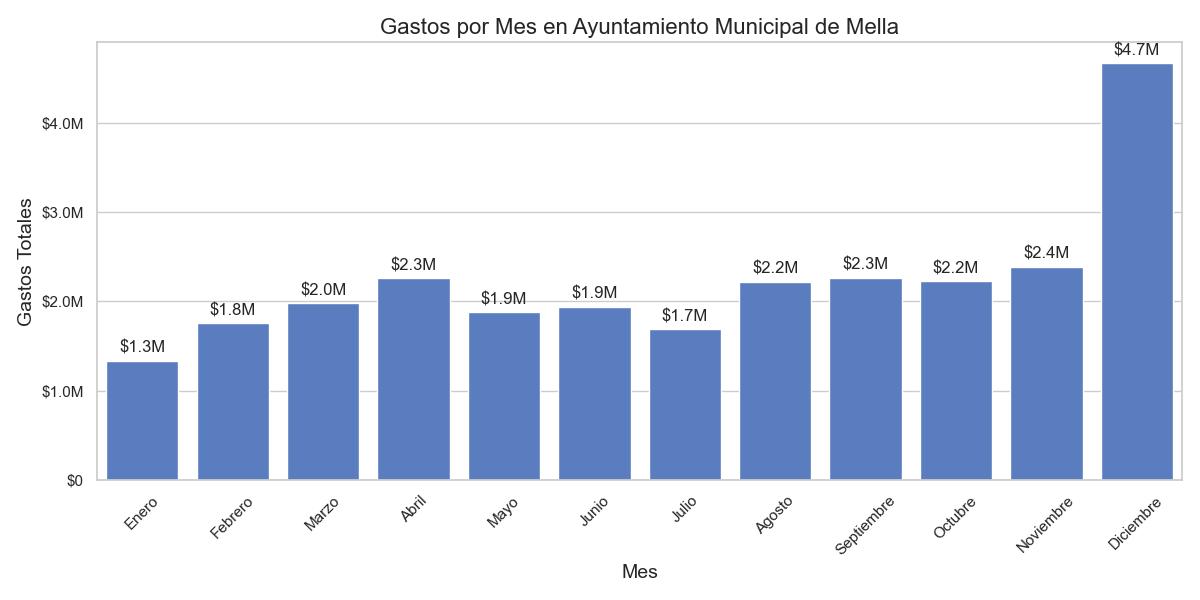 Gastos por Mes en Ayuntamiento Municipal de Mella
$4.7M
$4.0M
$3.0M
$2.0M
$1.0M
$0
Gastos Totales
$1.3M
$1.8M
$2.0M
$2.3M
$1.9M
$1.9M
$1.7M
$2.2M
$2.3M
$2.2M
$2.4M
Enero
Febrero
Marzo
Abril
Mayo
Junio
Julio
Agosto
Septiembre
Octubre
Noviembre
Diciembre
Mes